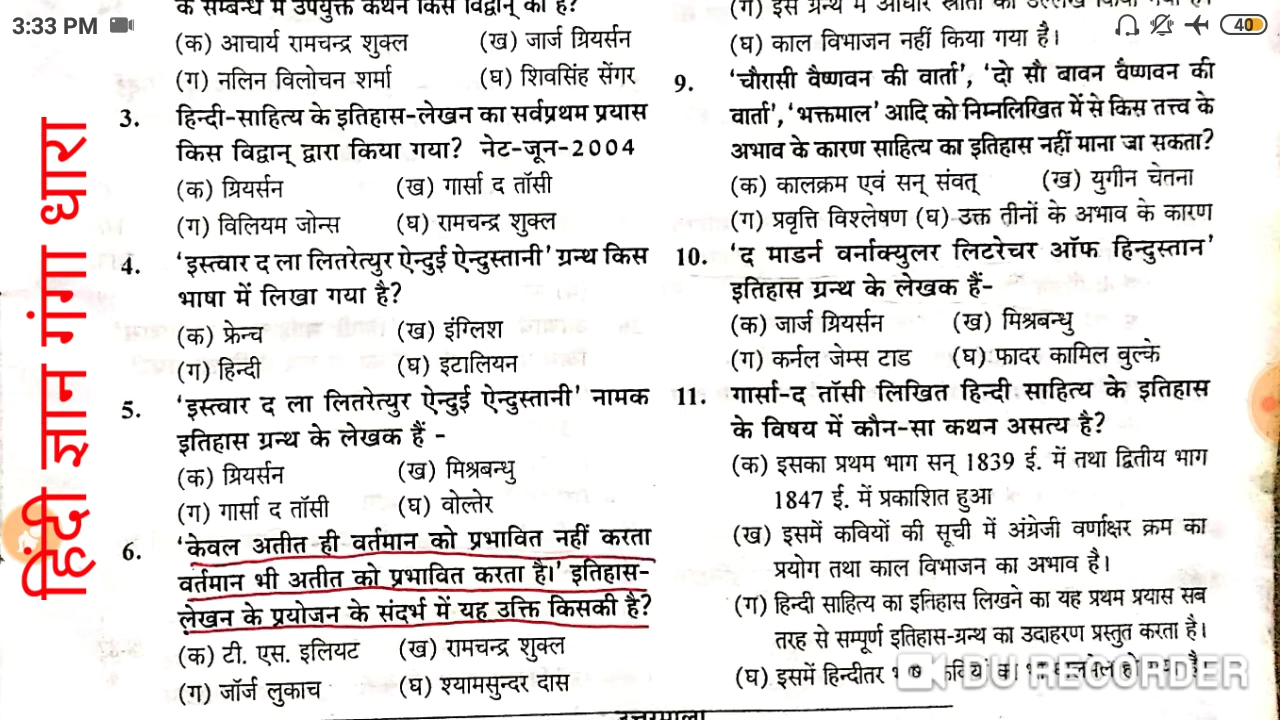 3:33 PM
40
हिंदी ज्ञान गंगा धारा
के सम्बन्ध में उपर्युक्त कथन किस विद्वान् का है?
(क) आचार्य रामचन्द्र शुक्ल (ख) जार्ज ग्रियर्सन
(ग) नलिन विलोचन शर्मा (घ) शिवसिंह सेंगर
3. हिन्दी-साहित्य के इतिहास-लेखन का सर्वप्रथम प्रयास
किस विद्वान् द्वारा किया गया? नेट-जून-2004
(क) ग्रियर्सन (ख) गार्सा द तॉसी
(ग) विलियम जोन्स (घ) रामचन्द्र शुक्ल
4. 'इस्त्वार द ला लितरेत्युर ऐन्दुई ऐन्दुस्तानी' ग्रन्थ किस
भाषा में लिखा गया है?
(क) फ्रेन्च (ख) इंग्लिश
(ग) हिन्दी (घ) इटालियन
5. 'इस्त्वार द ला लितरेत्युर ऐन्दुई ऐन्दुस्तानी' नामक
इतिहास ग्रन्थ के लेखक हैं -
(क) ग्रियर्सन (ख) मिश्रबन्धु
(ग) गार्सा द तॉसी (घ) वोल्तेर
6. 'केवल अतीत ही वर्तमान को प्रभावित नहीं करता
वर्तमान भी अतीत को प्रभावित करता है।' इतिहास-
लेखन के प्रयोजन के संदर्भ में यह उक्ति किसकी है?
(क) टी. एस. इलियट (ख) रामचन्द्र शुक्ल
(ग) जॉर्ज लुकाच (घ) श्यामसुन्दर दास
(ग) इस ग्रन्थ में आधार स्रोतों का उल्लेख किया गया है।
(घ) काल विभाजन नहीं किया गया है।
9. 'चौरासी वैष्णवन की वार्ता', 'दो सौ बावन वैष्णवन की
वार्ता', 'भक्तमाल' आदि को निम्नलिखित में से किस तत्त्व के
अभाव के कारण साहित्य का इतिहास नहीं माना जा सकता?
(क) कालक्रम एवं सन् संवत् (ख) युगीन चेतना
(ग) प्रवृत्ति विश्लेषण (घ) उक्त तीनों के अभाव के कारण
10. 'द माडर्न वर्नाक्युलर लिटरेचर ऑफ हिन्दुस्तान'
इतिहास ग्रन्थ के लेखक हैं-
(क) जार्ज ग्रियर्सन (ख) मिश्रबन्धु
(ग) कर्नल जेम्स टाड (घ) फादर कामिल वुल्के
11. गार्सा-द तॉसी लिखित हिन्दी साहित्य के इतिहास
के विषय में कौन-सा कथन असत्य है?
(क) इसका प्रथम भाग सन् 1839 ई. में तथा द्वितीय भाग
1847 ई. में प्रकाशित हुआ
(ख) इसमें कवियों की सूची में अंग्रेजी वर्णाक्षर क्रम का
प्रयोग तथा काल विभाजन का अभाव है।
(ग) हिन्दी साहित्य का इतिहास लिखने का यह प्रथम प्रयास सब
तरह से सम्पूर्ण इतिहास-ग्रन्थ का उदाहरण प्रस्तुत करता है।
(घ) इसमें हिन्दीतर
DU RECORDER
उत्तरमाला